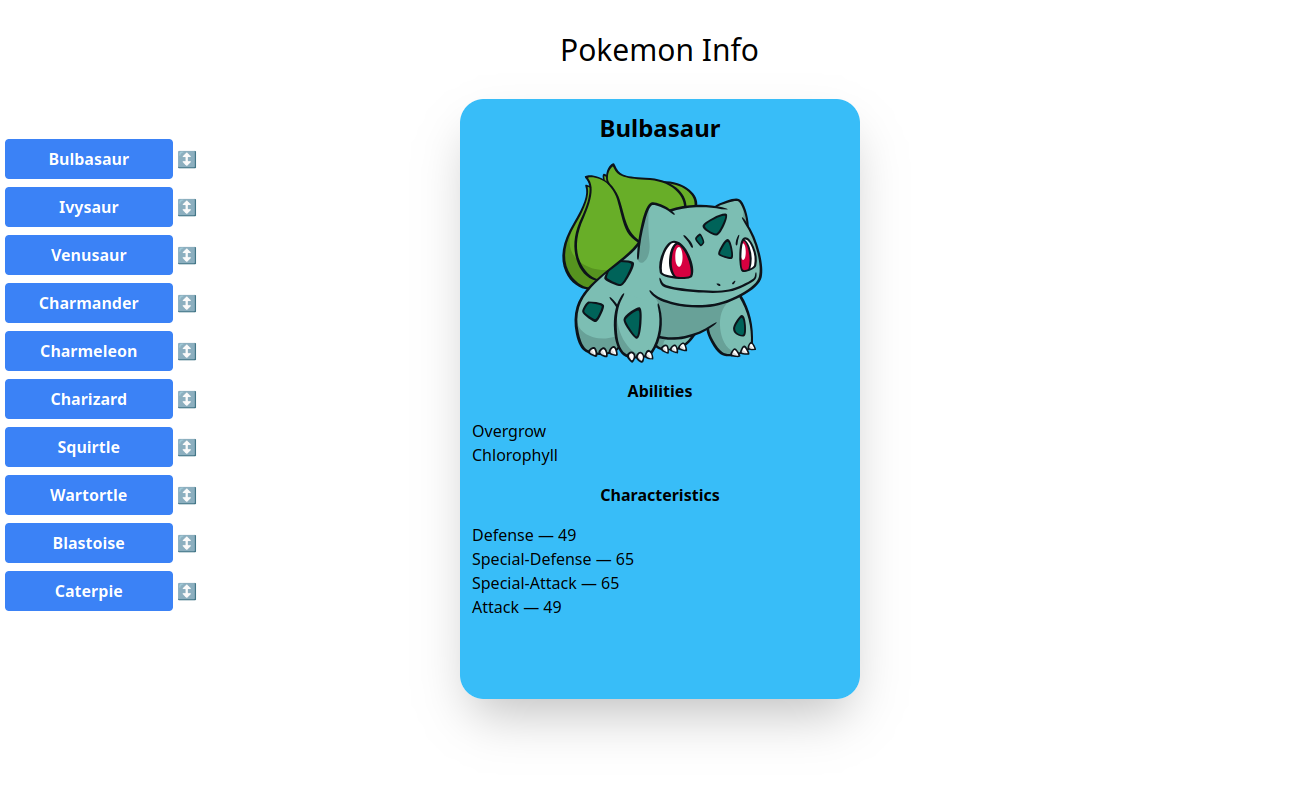 Pokemon Info
Bulbasaur
Ivysaur
Venusaur
Charmander
Charmeleon
Charizard
Squirtle
Wartortle
Blastoise
Caterpie
Bulbasaur
Abilities
Overgrow
Chlorophyll
Characteristics
Defense — 49
Special-Defense — 65
Special-Attack — 65
Attack — 49